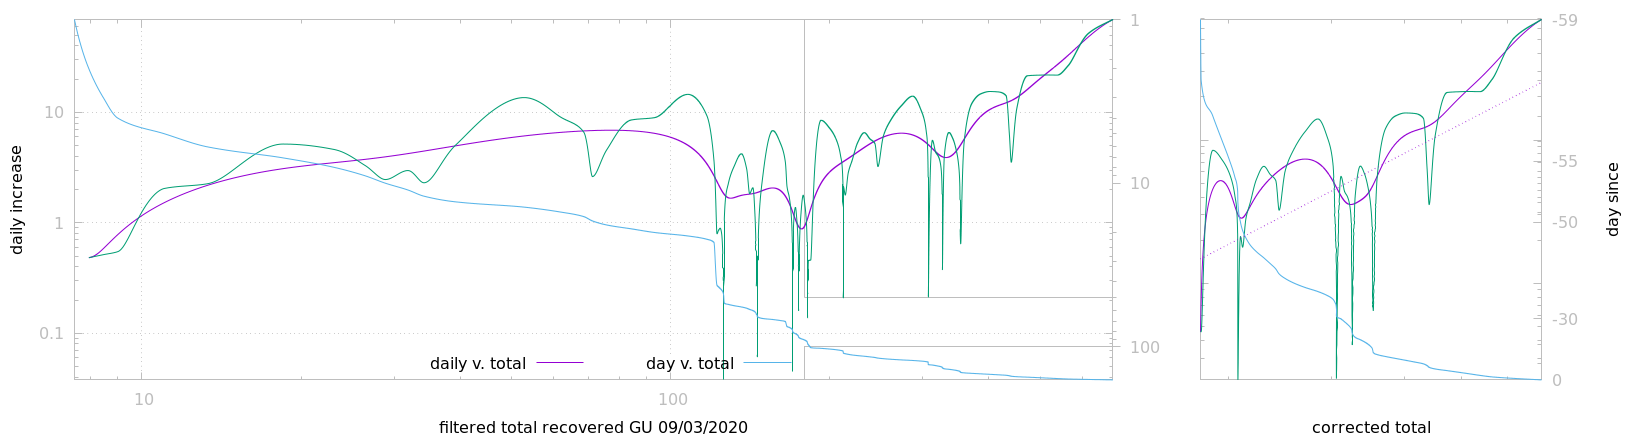 1
-59
10
daily increase
-55
10
1
-50
day since
0.1
-30
100
daily v. total
day v. total
0
10
100
filtered total recovered GU 09/03/2020
corrected total